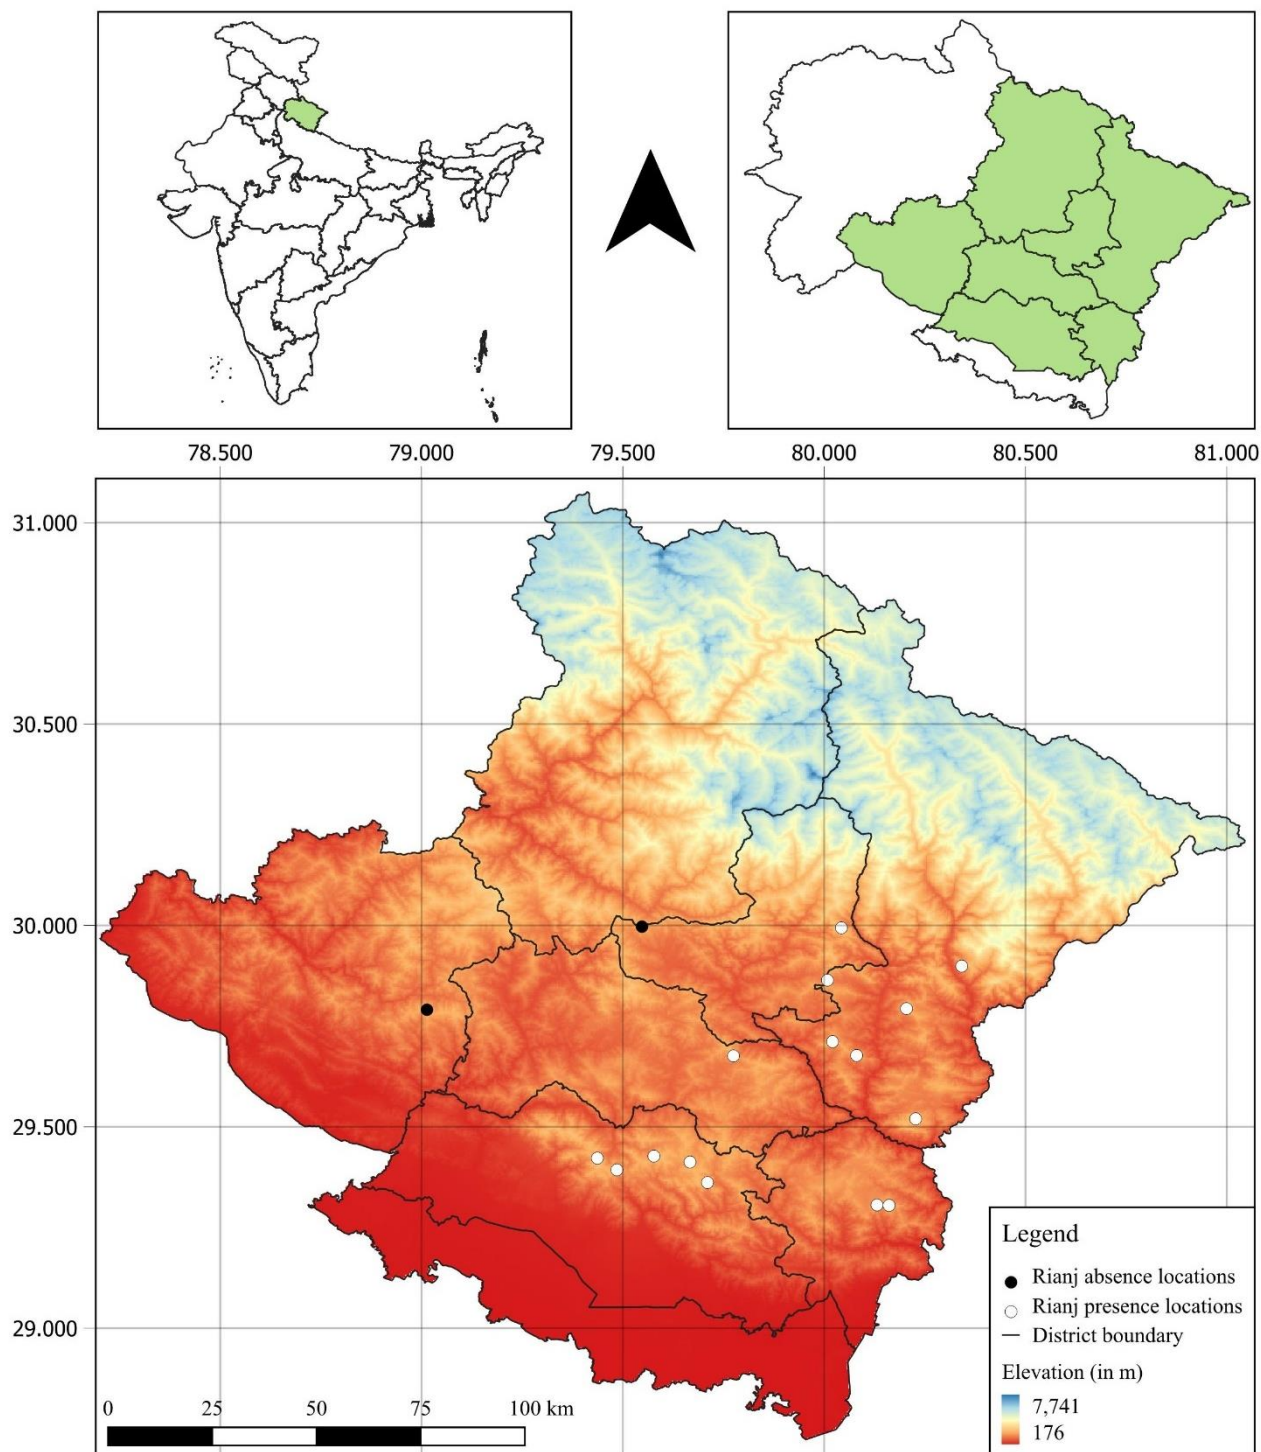 78.500 79.000 79.500 80.000 80.500 81.000
31.000
30.500
30.000
29.500
29.000
Legend
Rianj absence locations
Rianj presence locations
District boundary
Elevation (in m)
7,741
176
0 25 50 75 100 km